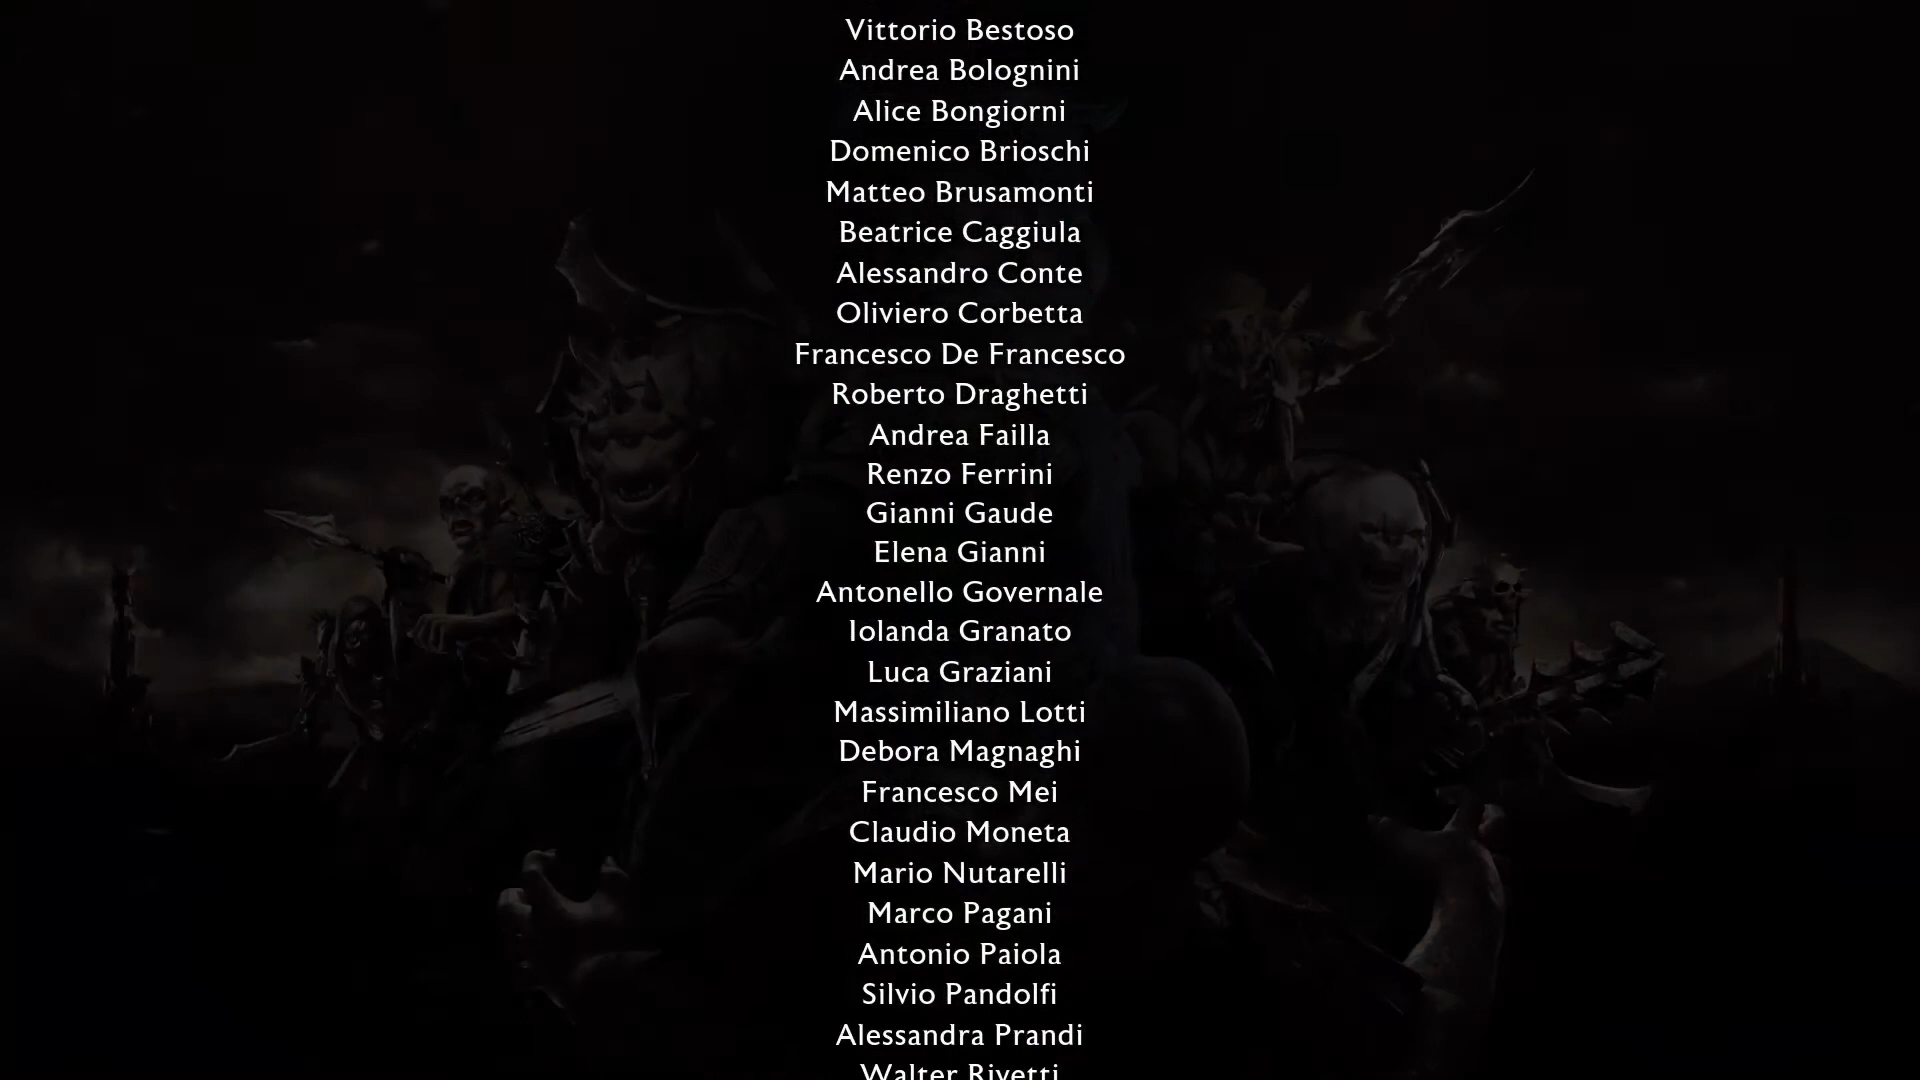 Vittorio Bestoso
Andrea Bolognini
Alice Bongiorni
Domenico Brioschi
Matteo Brusamonti
Beatrice Caggiula
Alessandro Conte
Oliviero Corbetta
Francesco De Francesco
Roberto Draghetti
Andrea Failla
Renzo Ferrini
Gianni Gaude
Elena Gianni
Antonello Governale
Iolanda Granato
Luca Graziani
Massimiliano Lotti
Debora Magnaghi
Francesco Mei
Claudio Moneta
Mario Nutarelli
Marco Pagani
Antonio Paiola
Silvio Pandolfi
Alessandra Prandi
Walter Rivetti